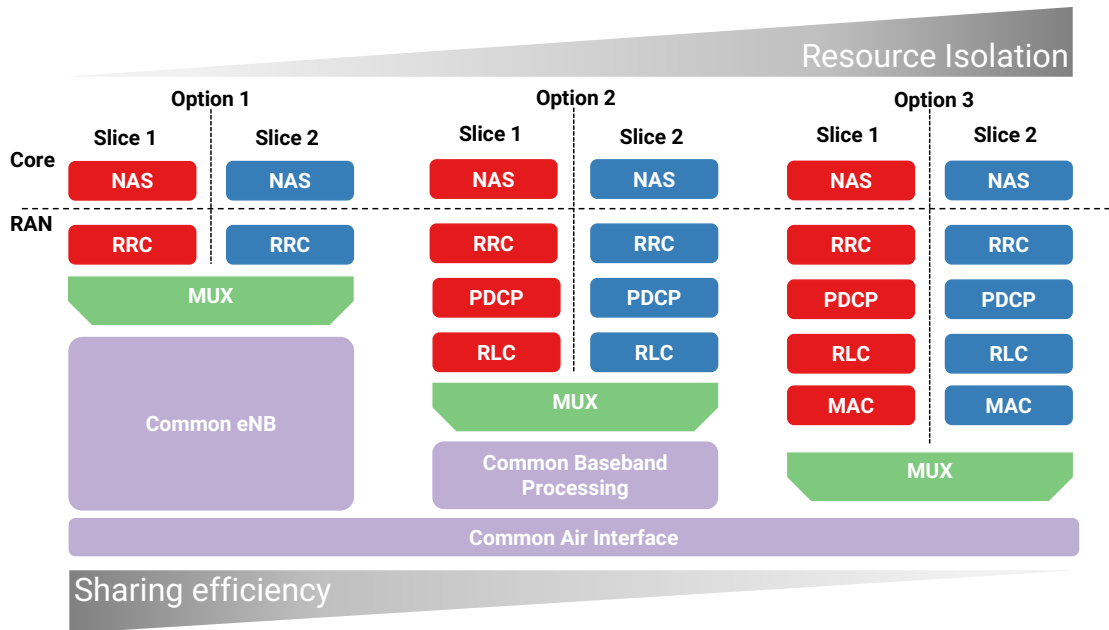 Resource Isolation
Option 1
Option 2
Option 3
Slice 1
Slice 2
Slice 1
Slice 2
Slice 1
Slice 2
Core
NAS
NAS
NAS
NAS
NAS
NAS
RAN
RRC
RRC
RRC
RRC
RRC
RRC
MUX
PDCP
PDCP
PDCP
PDCP
RLC
RLC
RLC
RLC
MUX
MAC
MAC
Common eNB
Common Baseband
Processing
MUX
Common Air Interface
Sharing efficiency